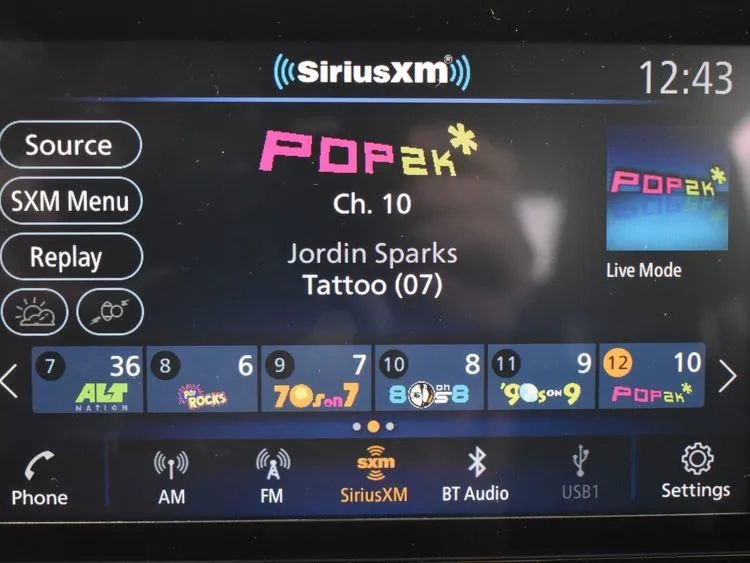 SiriusXM®
12:43
Source
SXM Menu
Replay
POP2K*
Ch. 10
Jordin Sparks
Tattoo (07)
POP2K*
Live Mode
7 36 ALT NATION
8 6 POP ROCKS
9 7 70s on 7
10 8 80s on 8
11 9 '90s ON 9
12 10 POP2K*
Phone
AM
FM
sxm
SiriusXM
BT Audio
USB1
Settings